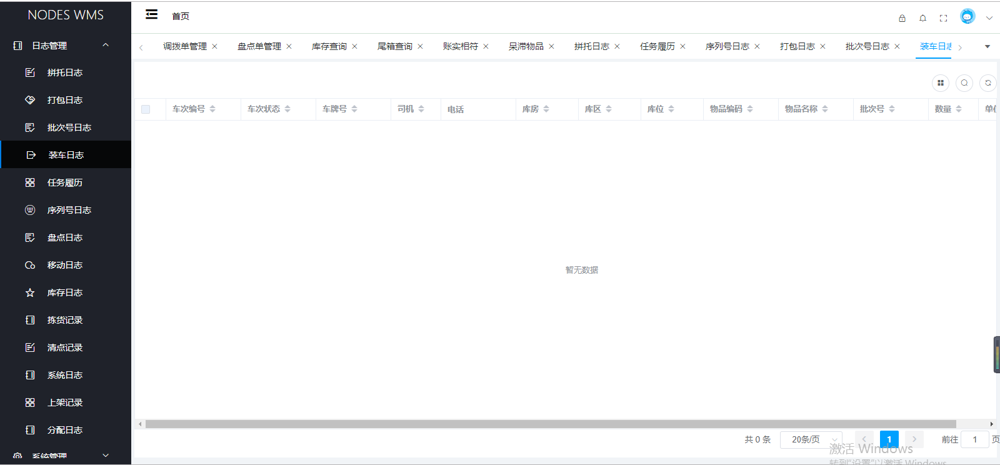 NODES WMS
首页
日志管理
拼托日志
打包日志
批次号日志
装车日志
任务履历
序列号日志
盘点日志
移动日志
库存日志
拣货记录
清点记录
系统日志
上架记录
分配日志
系统管理
调拨单管理 盘点单管理 库存查询 尾箱查询 账实相符 呆滞物品 拼托日志 任务履历 序列号日志 打包日志 批次号日志 装车日志
车次编号 车次状态 车牌号 司机 电话 库房 库区 库位 物品编码 物品名称 批次号 数量 单位
暂无数据
共 0 条 20条/页 1 前往 1 页
激活 Windows
转到"设置"以激活 Windows